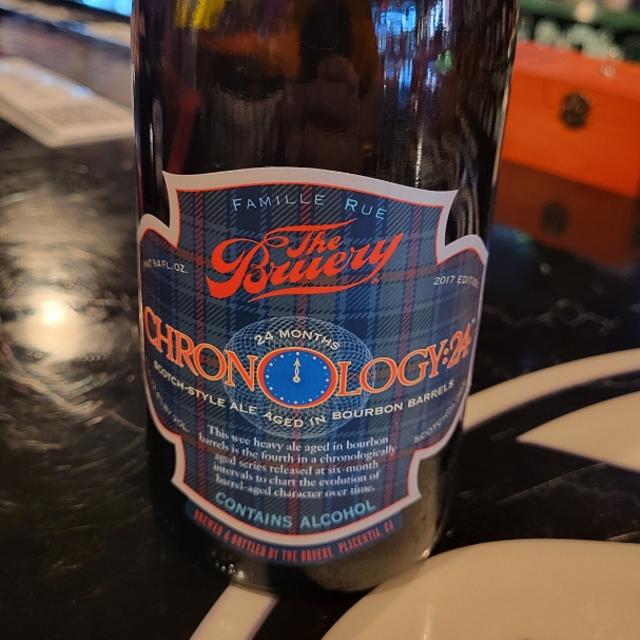 FAMILLE RUE
The
Bruery
FL.OZ.
2017 EDITION
24 MONTHS
CHRONOLOGY:24
SCOTCH-STYLE ALE AGED IN BOURBON BARRELS
This wee heavy ale aged in bourbon
barrels is the fourth in a chronologically
aged series released at six-month
intervals to chart the evolution of
barrel-aged character over time.
CONTAINS ALCOHOL
BREWED & BOTTLED BY THE BRUERY, PLACENTIA, CA